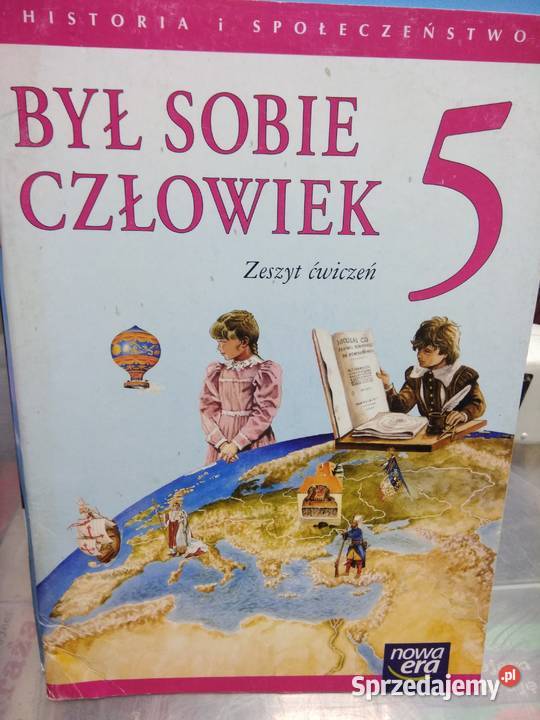 HISTORIA i SPOŁECZEŃSTWO
BYŁ SOBIE
CZŁOWIEK
5
Zeszyt ćwiczeń
nowa
era
Sprzedajemy.pl